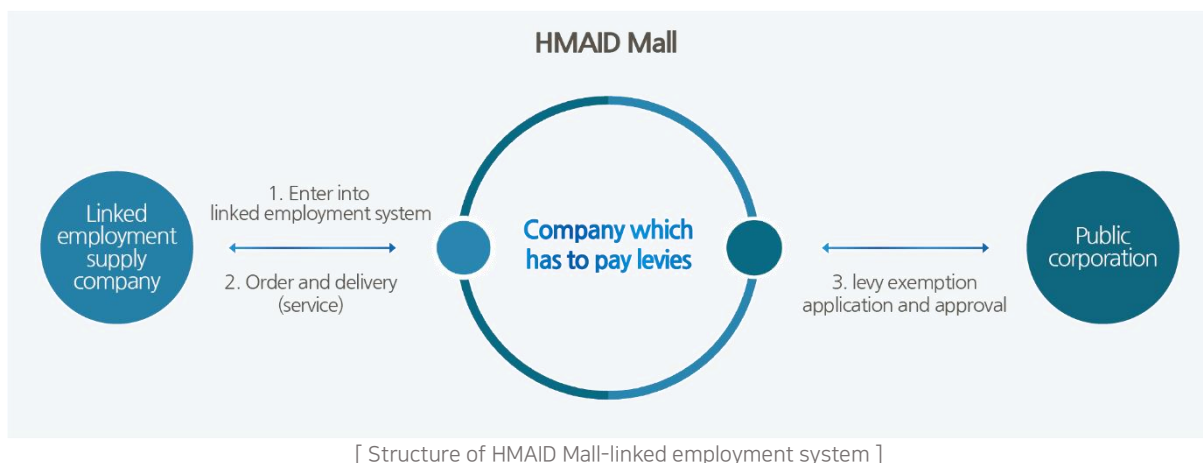 HMAID Mall
Linked
employment
supply
company
1. Enter into
linked employment system
2. Order and delivery
(service)
Company which
has to pay levies
3. levy exemption
application and approval
Public
corporation
[ Structure of HMAID Mall-linked employment system ]